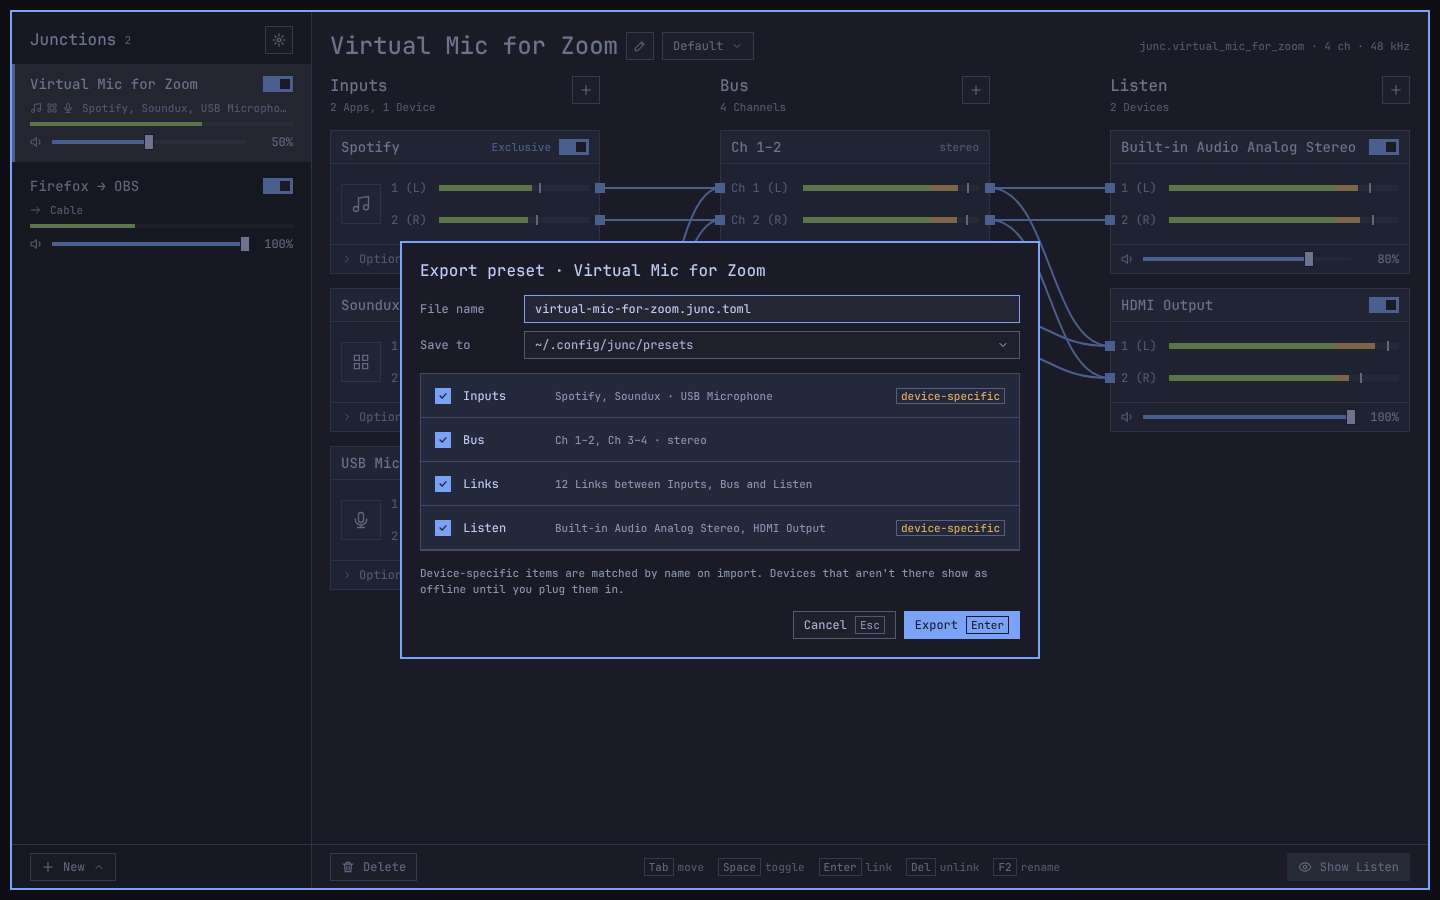 Junctions 2
Virtual Mic for Zoom
Spotify, Soundux, USB Micropho…
50%
Firefox → OBS
→ Cable
100%
+ New
Virtual Mic for Zoom
Default
junc.virtual_mic_for_zoom · 4 ch · 48 kHz
Inputs
2 Apps, 1 Device
Bus
4 Channels
Listen
2 Devices
Spotify
Exclusive
1 (L)
2 (R)
Option
Ch 1–2
stereo
Ch 1 (L)
Ch 2 (R)
Built-in Audio Analog Stereo
1 (L)
2 (R)
80%
Soundux
1
2
Option
HDMI Output
1 (L)
2 (R)
100%
USB Mic
1
2
Option
Export preset · Virtual Mic for Zoom
File name
virtual-mic-for-zoom.junc.toml
Save to
~/.config/junc/presets
Inputs
Spotify, Soundux · USB Microphone
device-specific
Bus
Ch 1–2, Ch 3–4 · stereo
Links
12 Links between Inputs, Bus and Listen
Listen
Built-in Audio Analog Stereo, HDMI Output
device-specific
Device-specific items are matched by name on import. Devices that aren't there show as
offline until you plug them in.
Cancel Esc
Export Enter
Delete
Tab move Space toggle Enter link Del unlink F2 rename
Show Listen